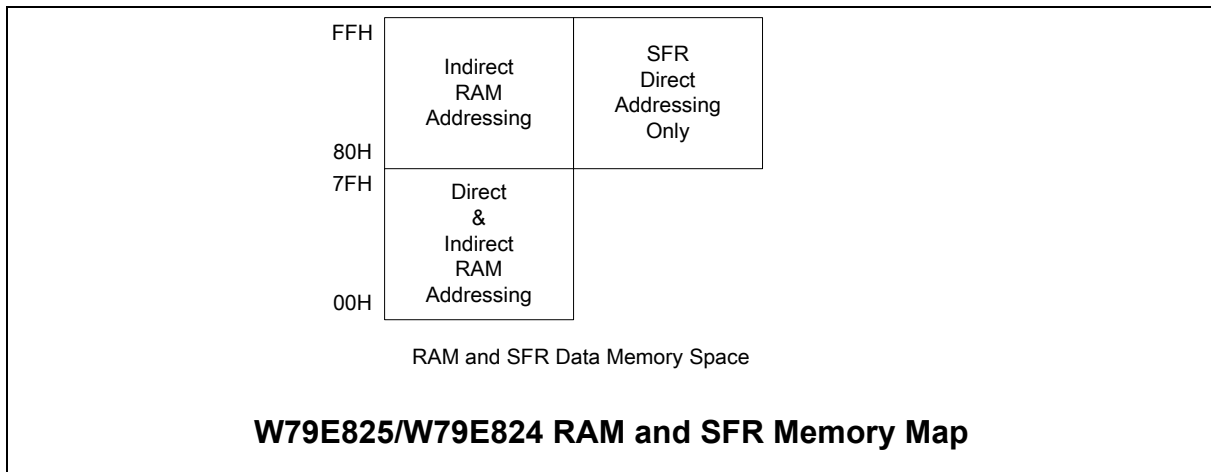 FFH
Indirect
RAM
Addressing
SFR
Direct
Addressing
Only
80H
7FH
Direct
&
Indirect
RAM
Addressing
00H
RAM and SFR Data Memory Space
W79E825/W79E824 RAM and SFR Memory Map